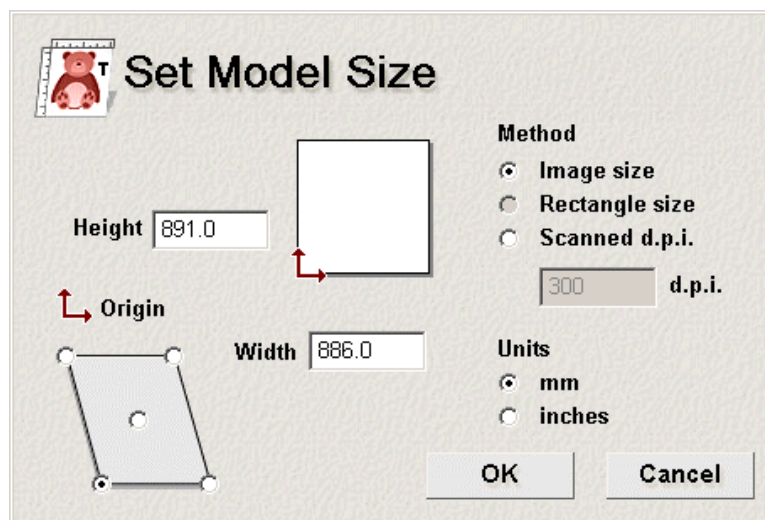 T
Set Model Size
Method
Image size
Rectangle size
Height 891.0
Scanned d.p.i.
300 d.p.i.
Origin
Width 886.0
Units
mm
inches
OK
Cancel